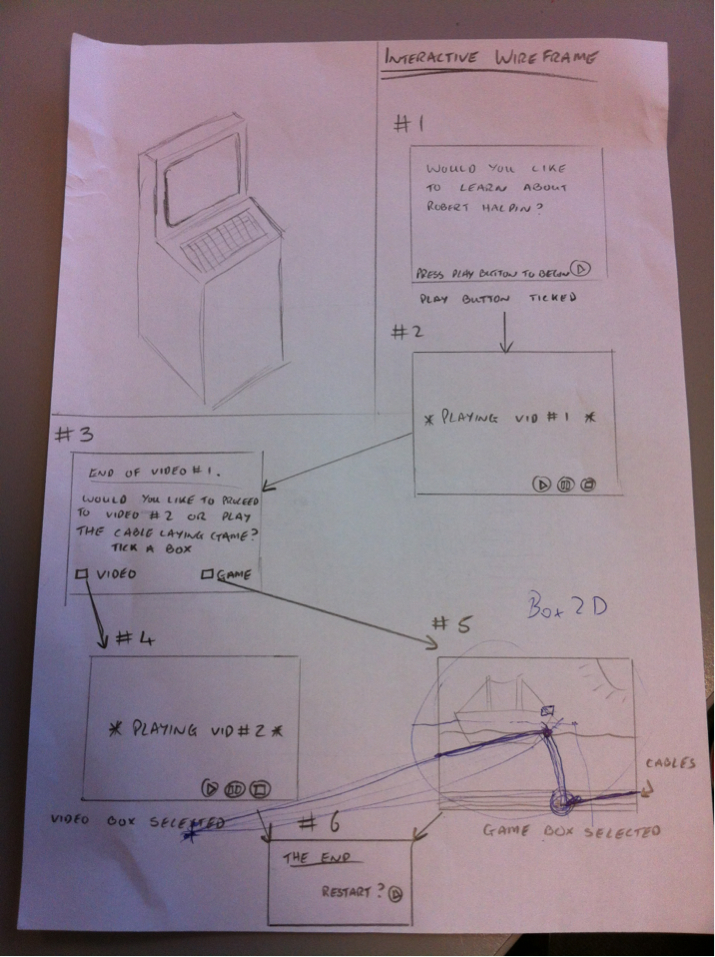 INTERACTIVE WIREFRAME
#1
WOULD YOU LIKE
TO LEARN ABOUT
ROBERT HALPIN?
PRESS PLAY BUTTON TO BEGIN
PLAY BUTTON TICKED
#2
* PLAYING VID #1 *
#3
END OF VIDEO #1.
WOULD YOU LIKE TO PROCEED
TO VIDEO #2 OR PLAY
THE CABLE LAYING GAME?
TICK A BOX
VIDEO GAME
#4
* PLAYING VID #2 *
VIDEO BOX SELECTED
Box 2D
#5
CABLES
GAME BOX SELECTED
#6
THE END
RESTART?